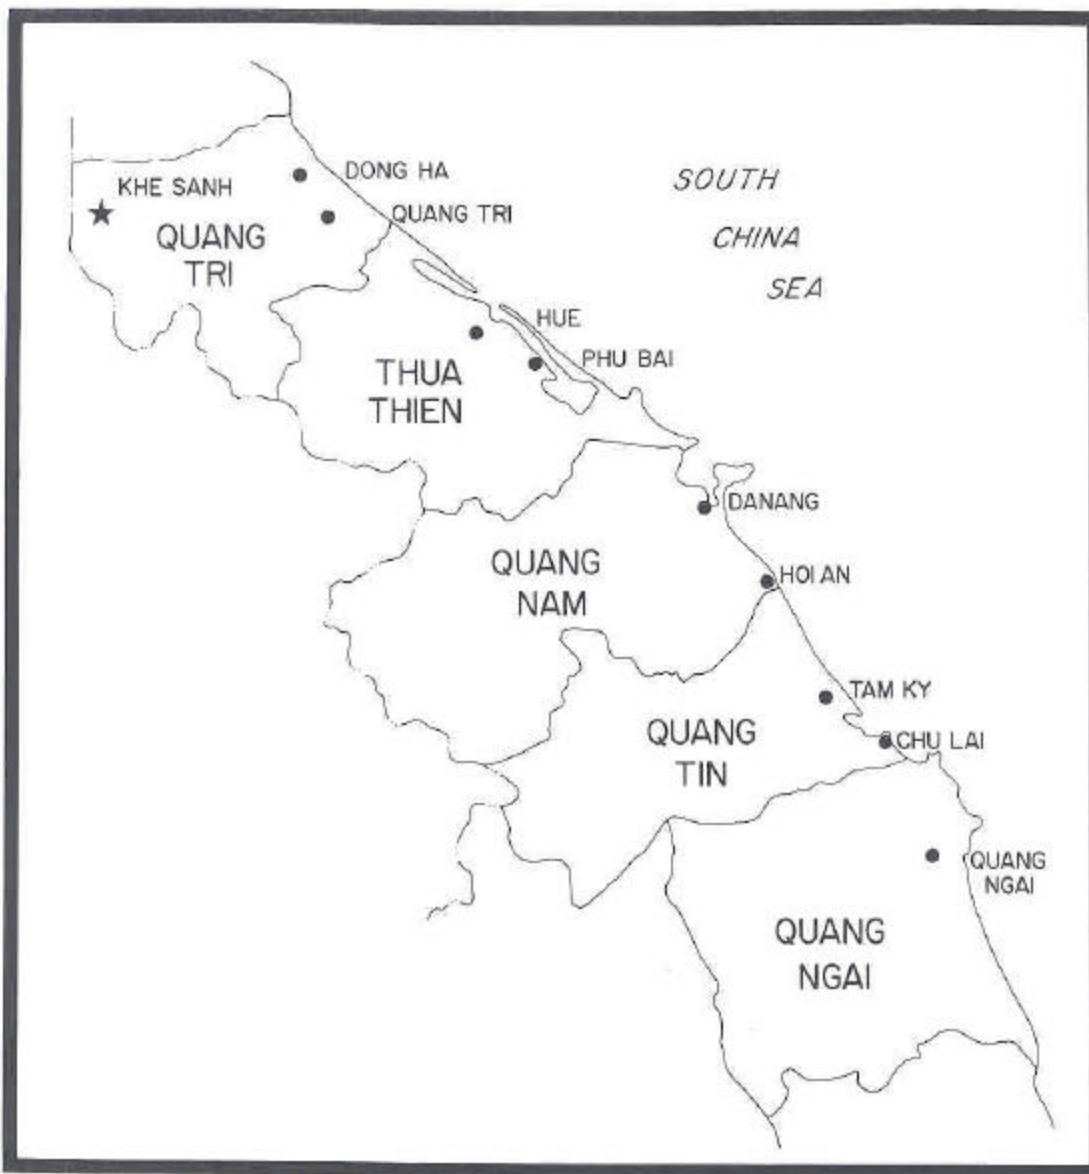 SOUTH
CHINA
SEA
DONG HA
KHE SANH
QUANG TRI
QUANG
TRI
HUE
PHU BAI
THUA
THIEN
DANANG
QUANG
NAM
HOI AN
TAM KY
QUANG
TIN
CHU LAI
QUANG
NGAI
QUANG
NGAI